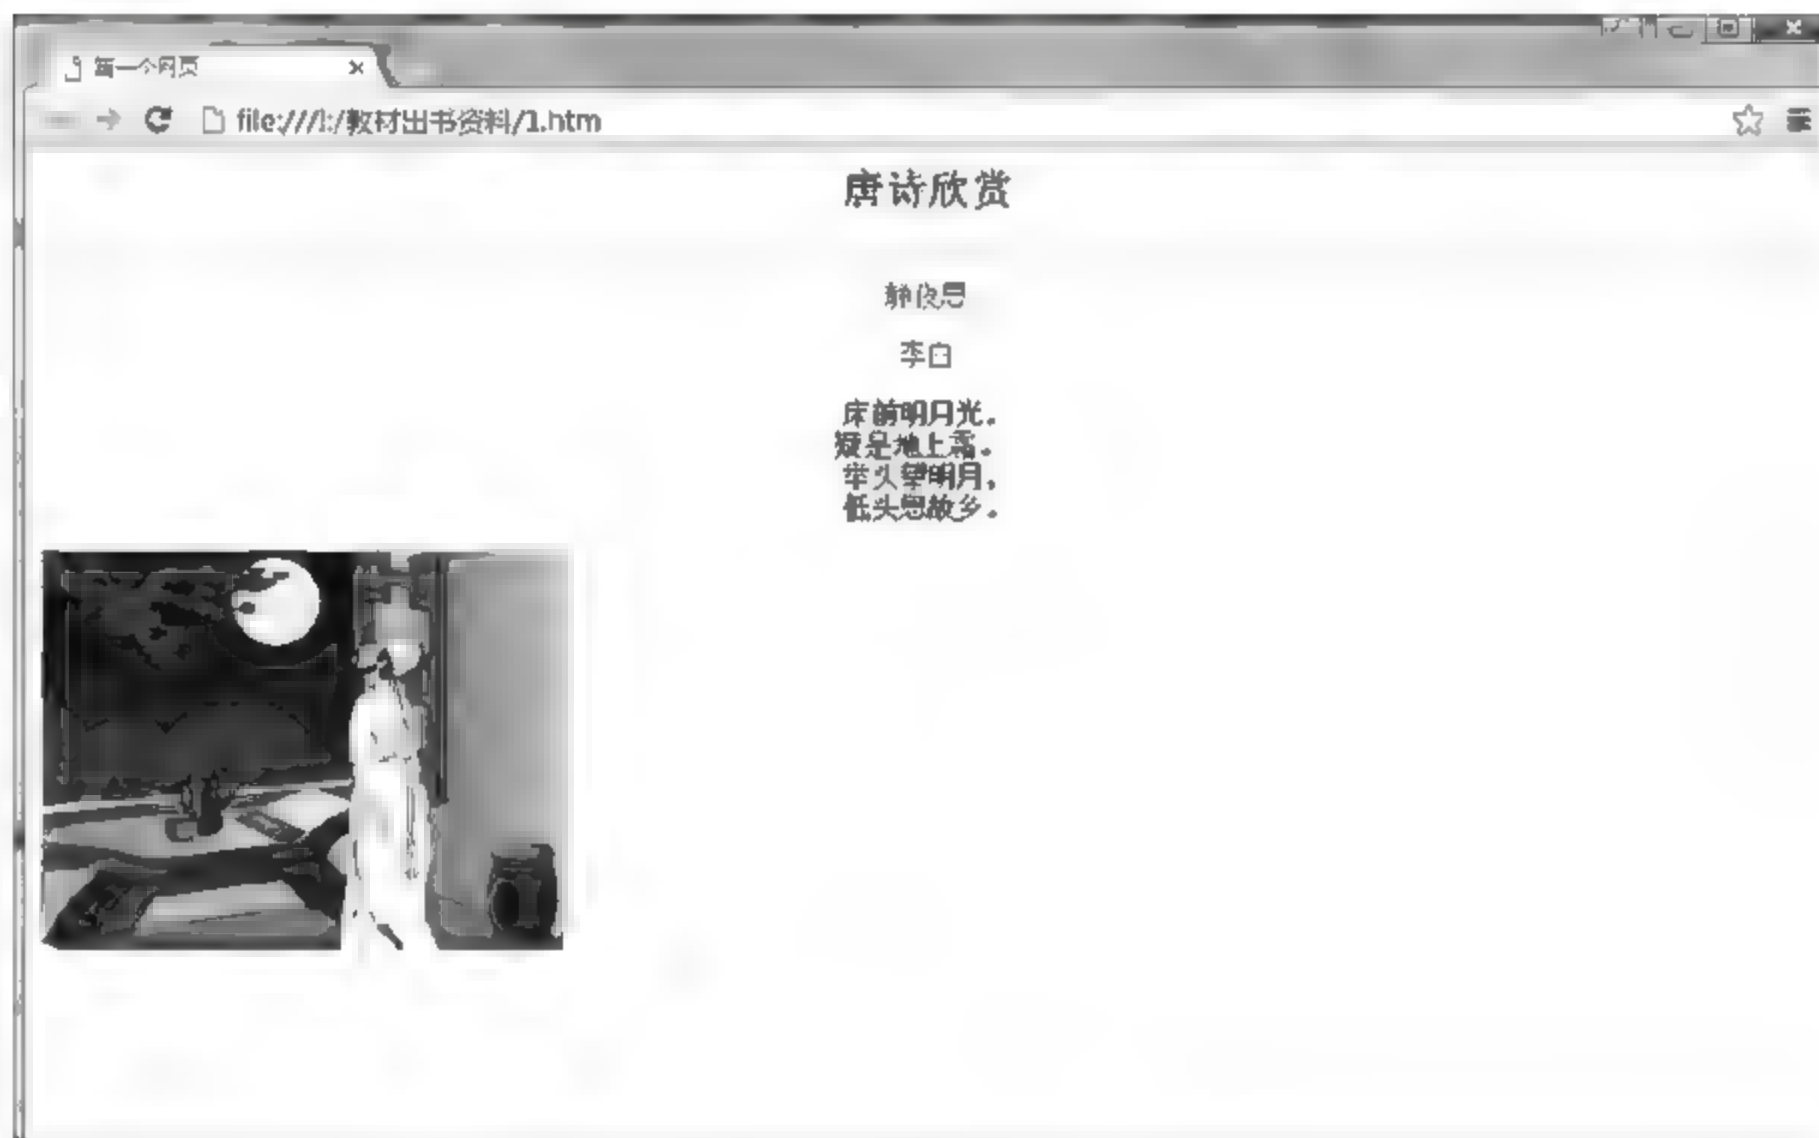 第一个网页
file:///I:/教材出书资料/1.htm
唐诗欣赏
静夜思
李白
床前明月光，
疑是地上霜。
举头望明月，
低头思故乡。